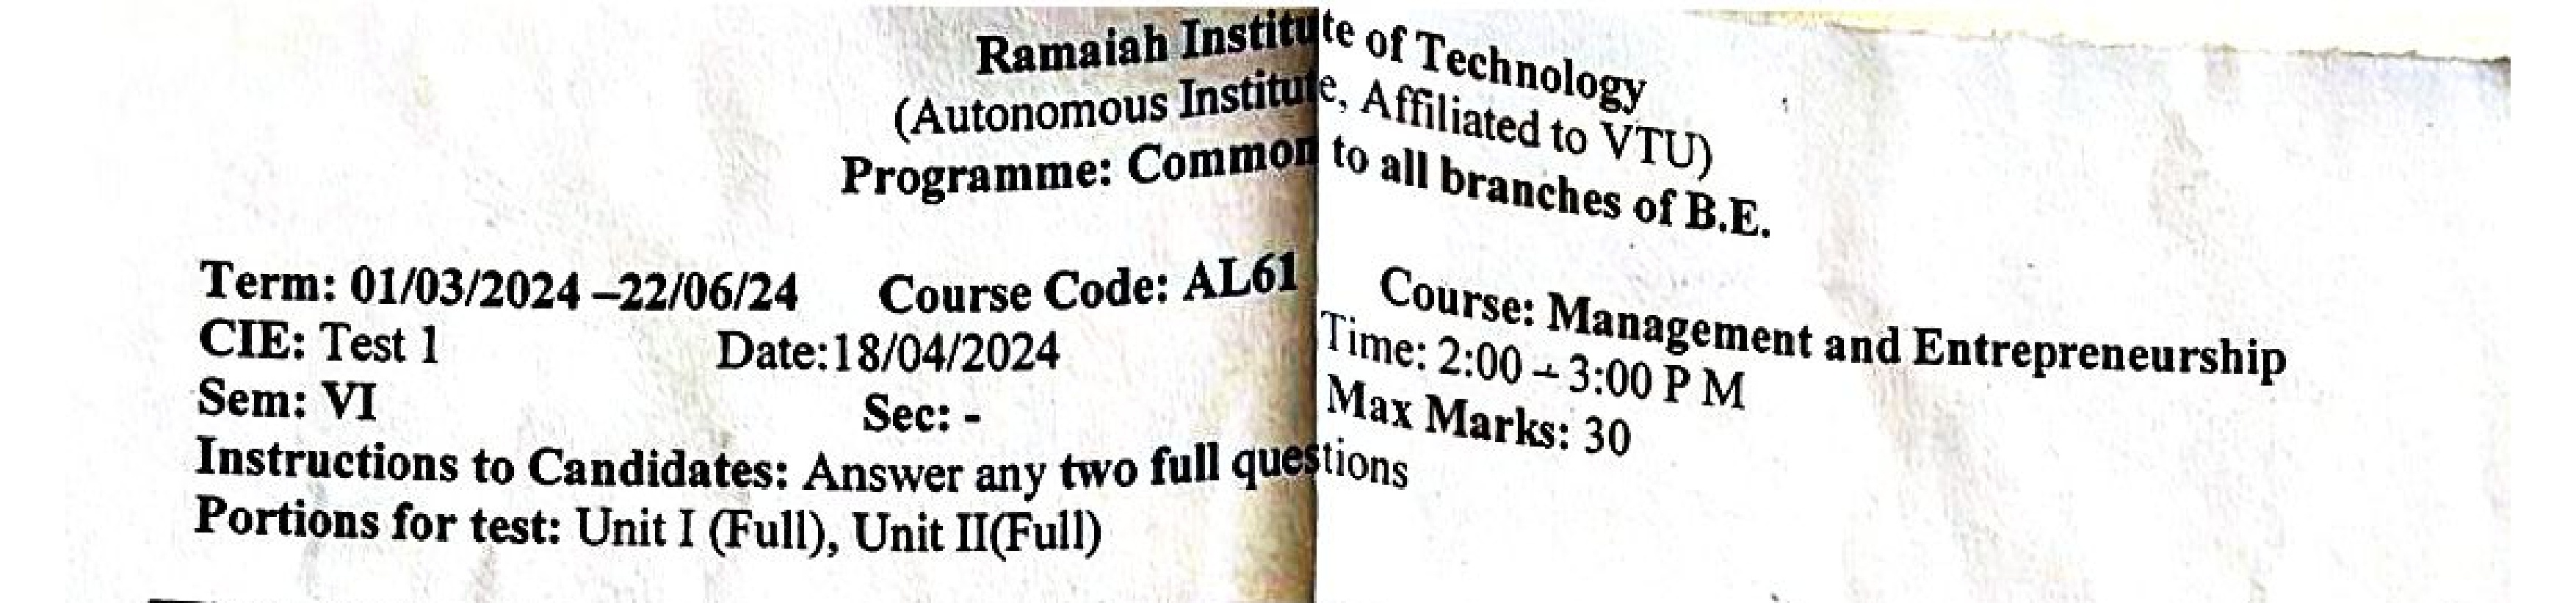 Ramaiah Institute of Technology
(Autonomous Institute, Affiliated to VTU)
Programme: Common to all branches of B.E.
Term: 01/03/2024 –22/06/24 Course Code: AL61 Course: Management and Entrepreneurship
CIE: Test 1 Date:18/04/2024 Time: 2:00 – 3:00 P M
Sem: VI Sec: - Max Marks: 30
Instructions to Candidates: Answer any two full questions
Portions for test: Unit I (Full), Unit II(Full)